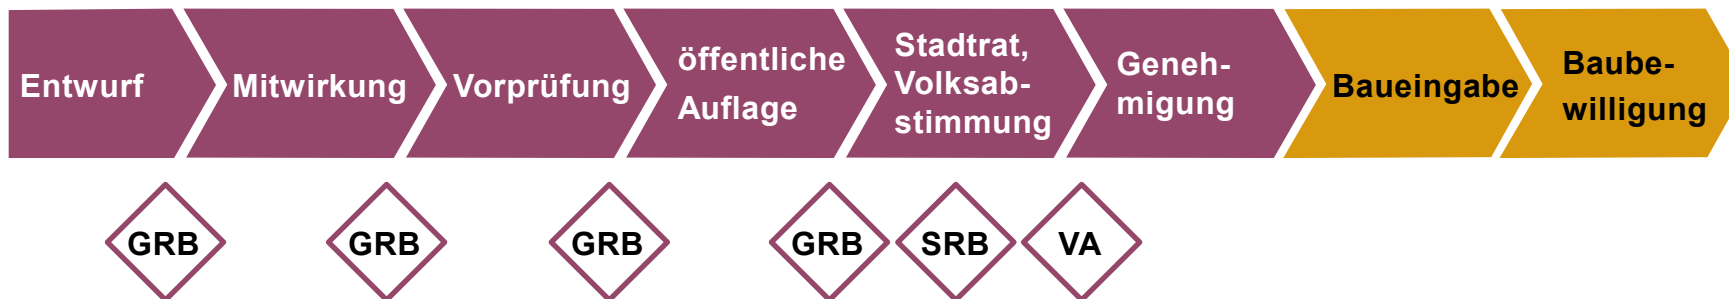 Entwurf
Mitwirkung
Vorprüfung
öffentliche
Auflage
Stadtrat,
Volksab-
stimmung
Geneh-
migung
Baueingabe
Baube-
willigung
GRB
GRB
GRB
GRB
SRB
VA